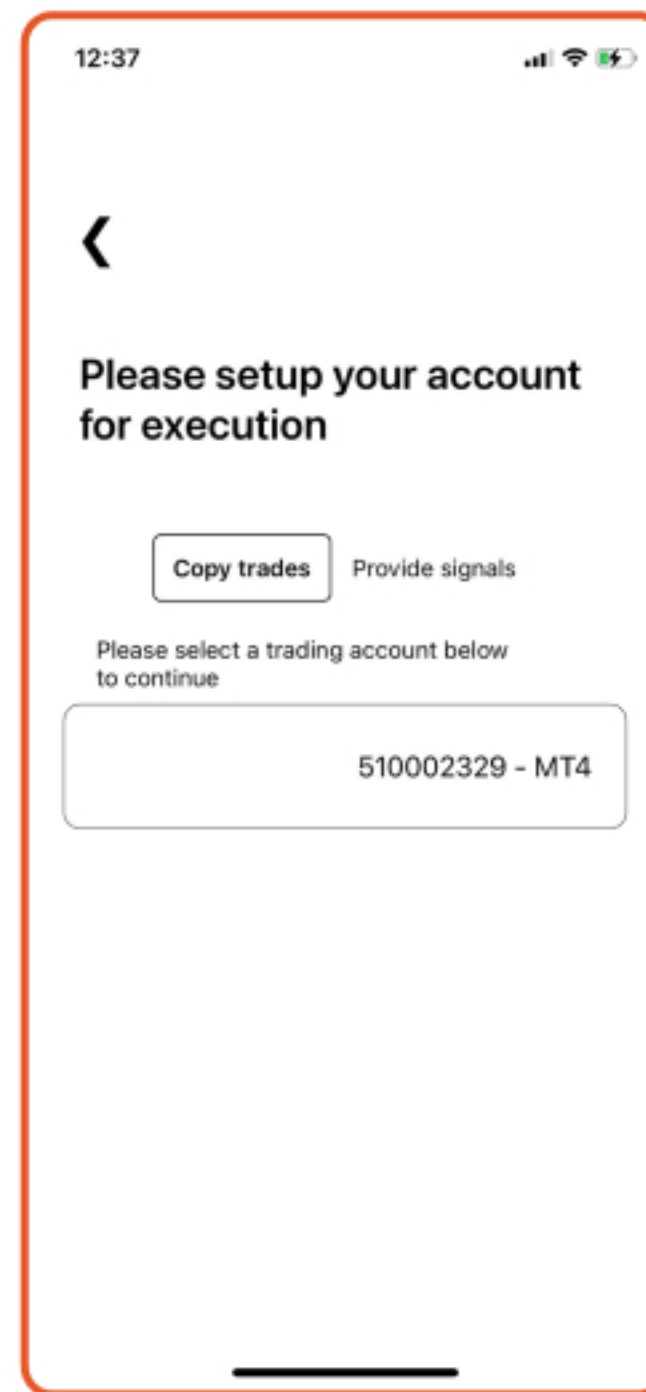 12:37
Please setup your account
for execution
Copy trades Provide signals
Please select a trading account below
to continue
510002329 - MT4